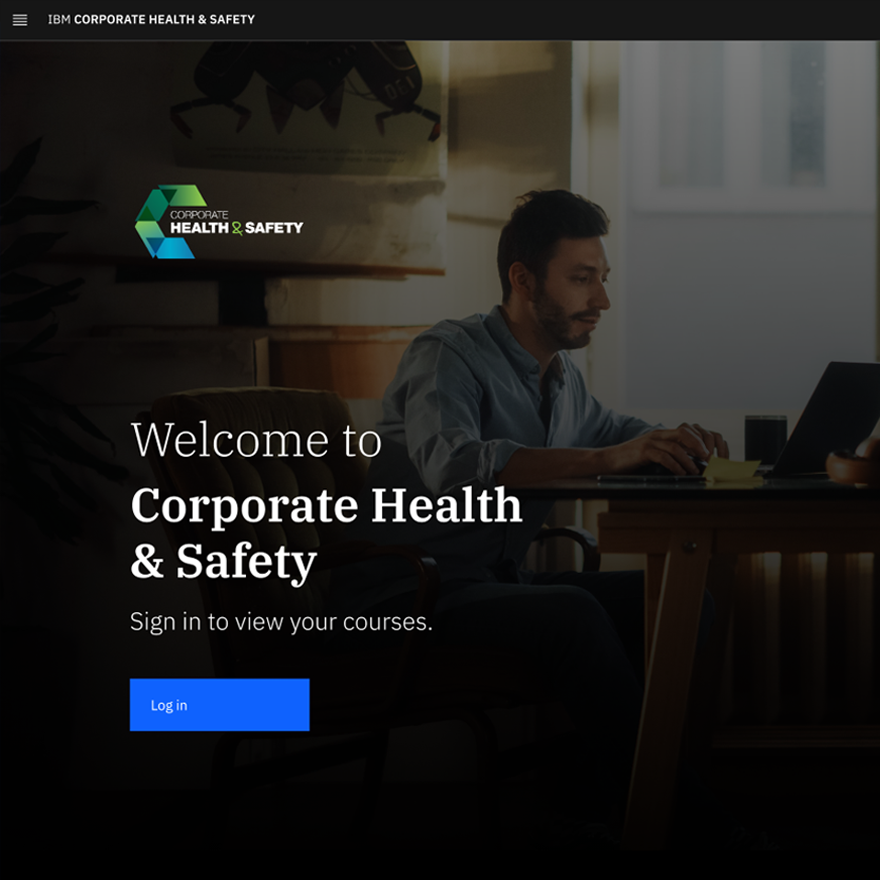 IBM CORPORATE HEALTH & SAFETY
CORPORATE
HEALTH & SAFETY
Welcome to
Corporate Health
& Safety
Sign in to view your courses.
Log in